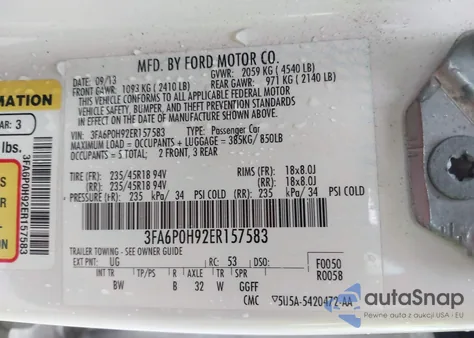 MFD. BY FORD MOTOR CO.
DATE: 09/13 GVWR: 2059 KG ( 4540 LB)
FRONT GAWR: 1093 KG ( 2410 LB) REAR GAWR: 971 KG ( 2140 LB)
THIS VEHICLE CONFORMS TO ALL APPLICABLE FEDERAL MOTOR
VEHICLE SAFETY, BUMPER, AND THEFT PREVENTION STANDARDS IN
EFFECT ON THE DATE OF MANUFACTURE SHOWN ABOVE.
VIN: 3FA6P0H92ER157583 TYPE: Passenger Car
MAXIMUM LOAD = OCCUPANTS + LUGGAGE = 385KG/ 850LB
OCCUPANTS = 5 TOTAL: 2 FRONT, 3 REAR
TIRE (FR): 235/45R18 94V RIMS (FR): 18x8.0J
(RR): 235/45R18 94V (RR): 18x8.0J
PRESSURE (FR): 235 kPa/ 34 PSI COLD (RR): 235 kPa/ 34 PSI COLD
3FA6P0H92ER157583
TRAILER TOWING - SEE OWNER GUIDE
EXT PNT: UG RC: 53 DSO: F0050
R005B
INT TR TP/PS R AXLE TR SPR
BW B 32 W GGFF
CMC 5U5A-5420472-AA
MATION
AR: 3
lbs.
3FA6P0H92ER157583
autoSnap
Pewne auta z aukcji USA - EU